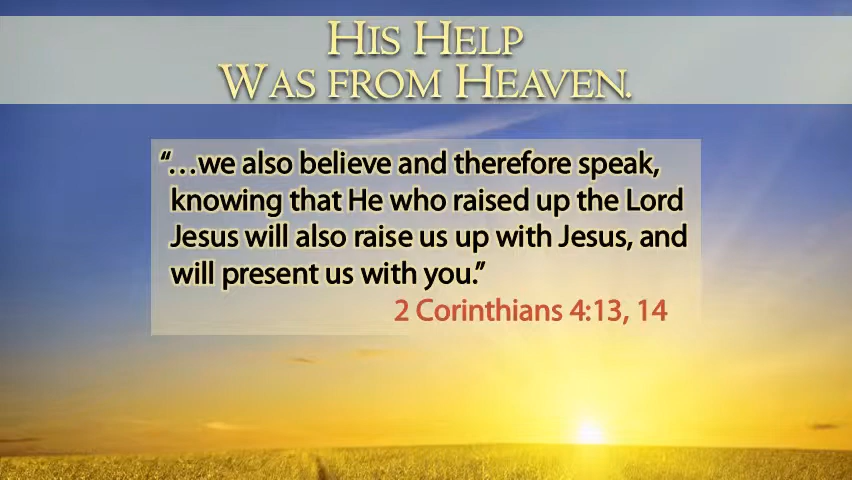 His Help
Was from Heaven.
“…we also believe and therefore speak,
knowing that He who raised up the Lord
Jesus will also raise us up with Jesus, and
will present us with you.”
2 Corinthians 4:13, 14